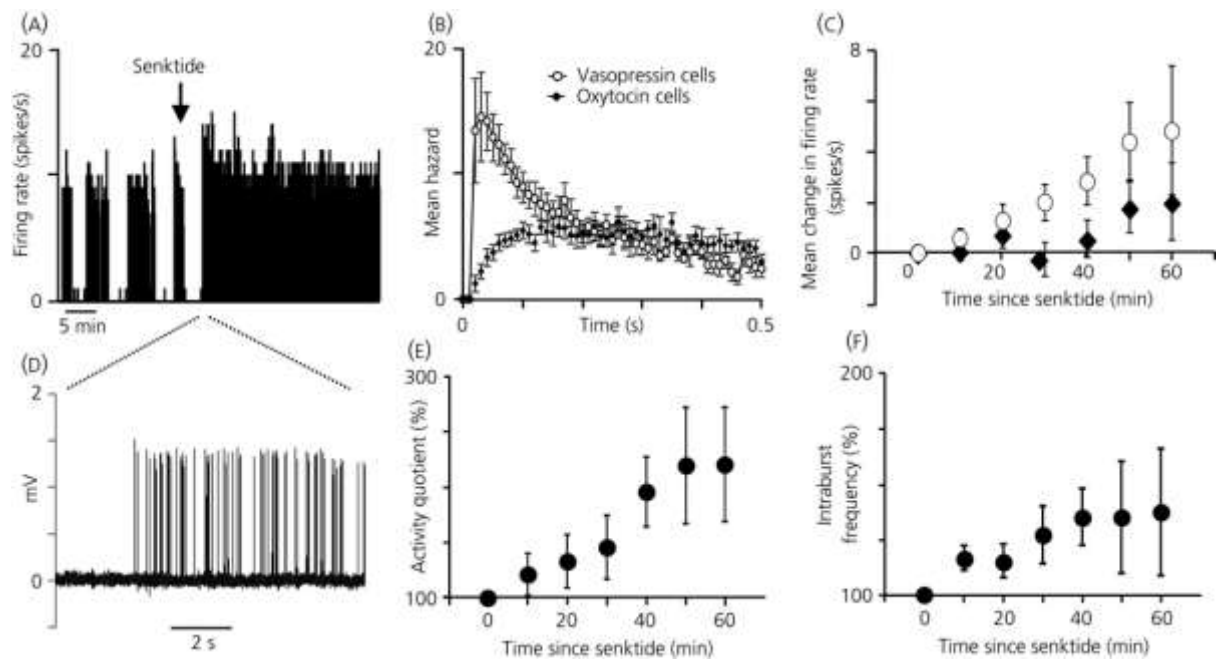 (A)
20
Firing rate (spikes/s)
0
Senktide
5 min
(B)
20
Mean hazard
0
Vasopressin cells
Oxytocin cells
0
Time (s)
0.5
(C)
8
Mean change in firing rate
(spikes/s)
0
0
20
40
60
Time since senktide (min)
(D)
2
mV
0
2 s
(E)
300
Activity quotient (%)
100
0
20
40
60
Time since senktide (min)
(F)
200
Intraburst
frequency (%)
100
0
20
40
60
Time since senktide (min)